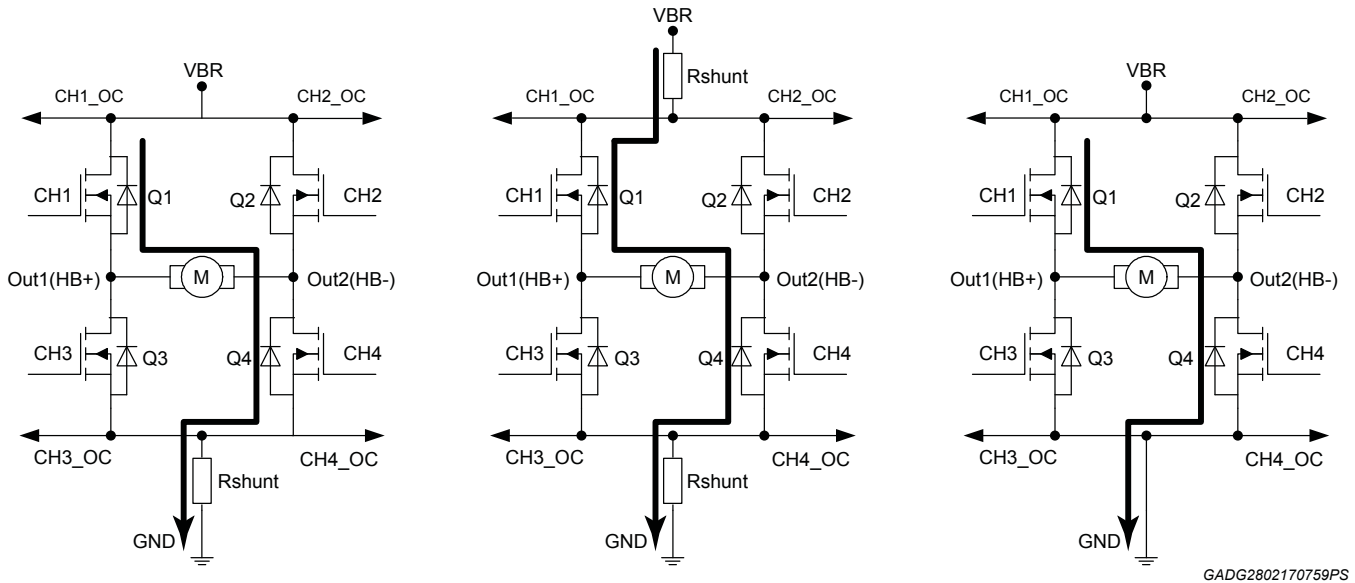 VBR
CH1_OC
CH2_OC
CH1
Q1
Q2
CH2
Out1(HB+)
M
Out2(HB-)
CH3
Q3
Q4
CH4
CH3_OC
CH4_OC
Rshunt
GND
VBR
Rshunt
CH1_OC
CH2_OC
CH1
Q1
Q2
CH2
Out1(HB+)
M
Out2(HB-)
CH3
Q3
Q4
CH4
CH3_OC
CH4_OC
Rshunt
GND
VBR
CH1_OC
CH2_OC
CH1
Q1
Q2
CH2
Out1(HB+)
M
Out2(HB-)
CH3
Q3
Q4
CH4
CH3_OC
CH4_OC
GND
GADG2802170759PS